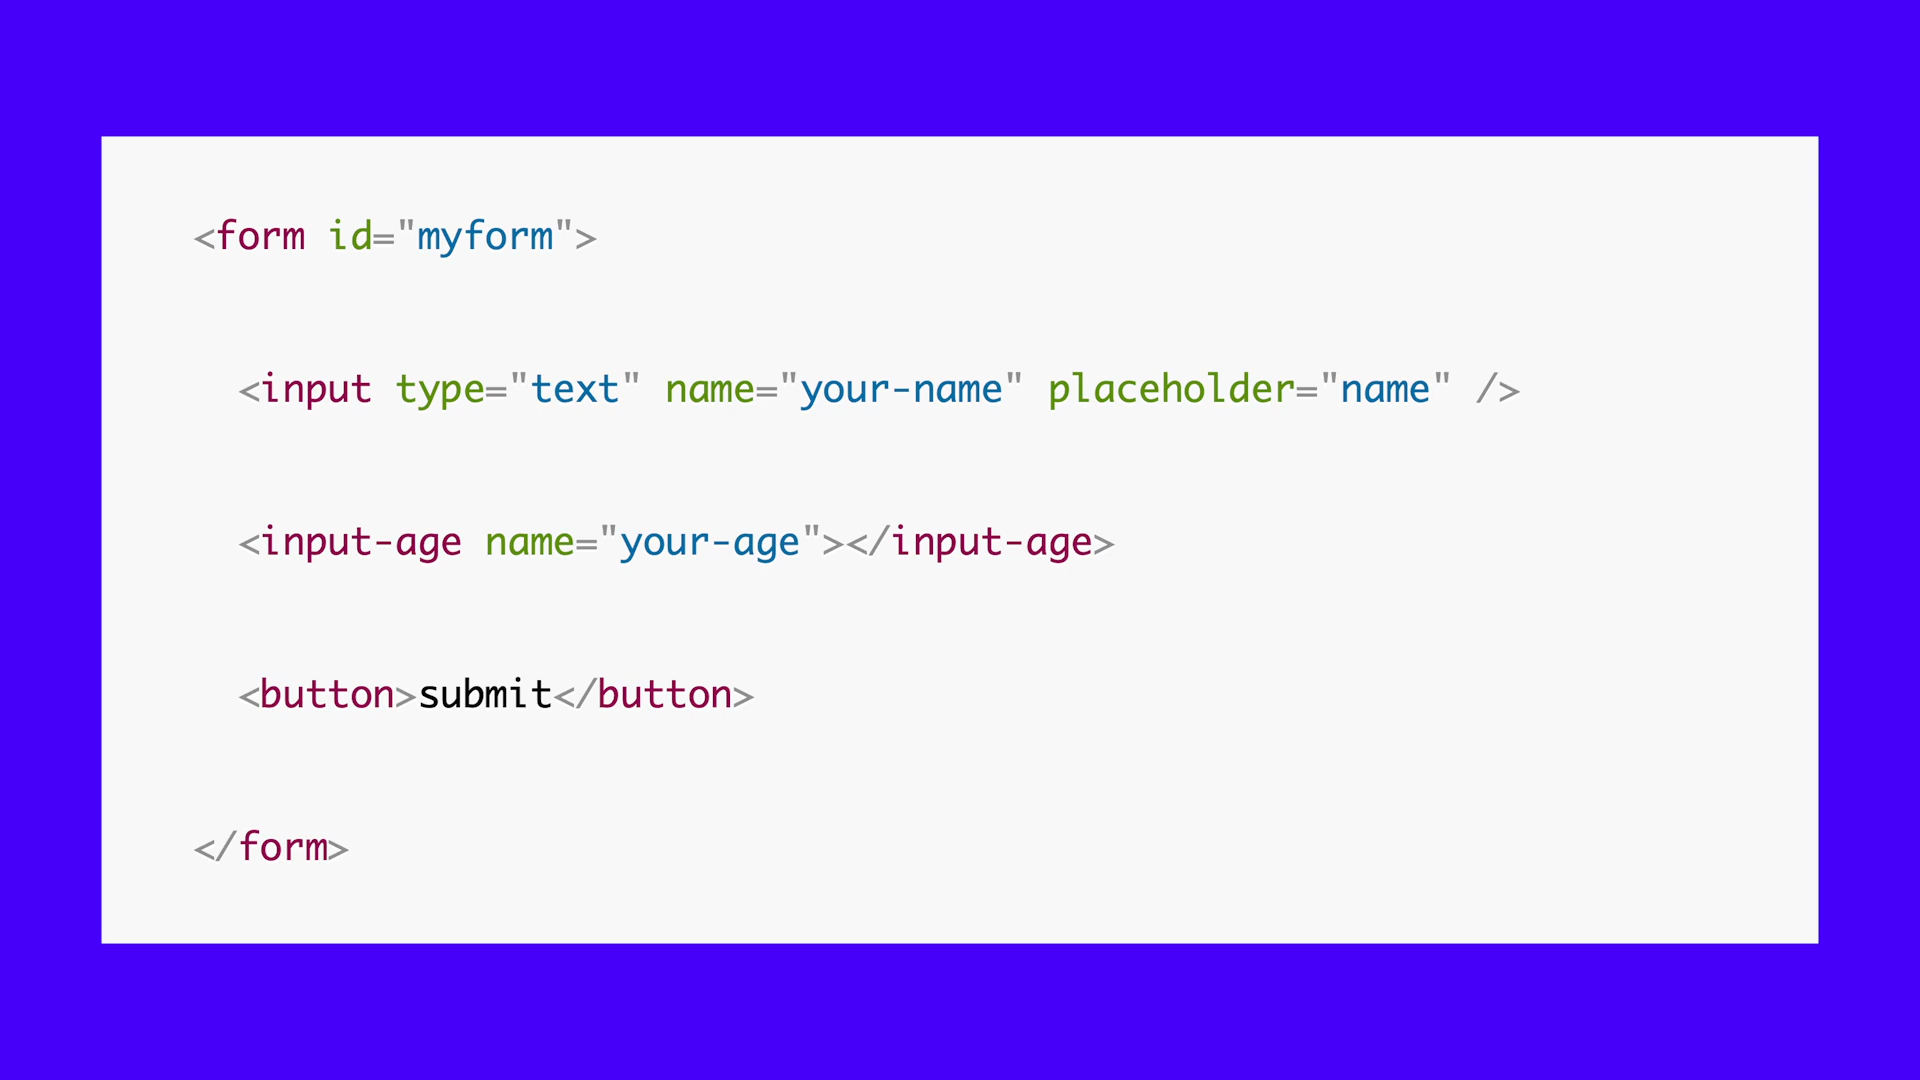 <form id="myform">
<input type="text" name="your-name" placeholder="name" />
<input-age name="your-age"></input-age>
<button>submit</button>
</form>